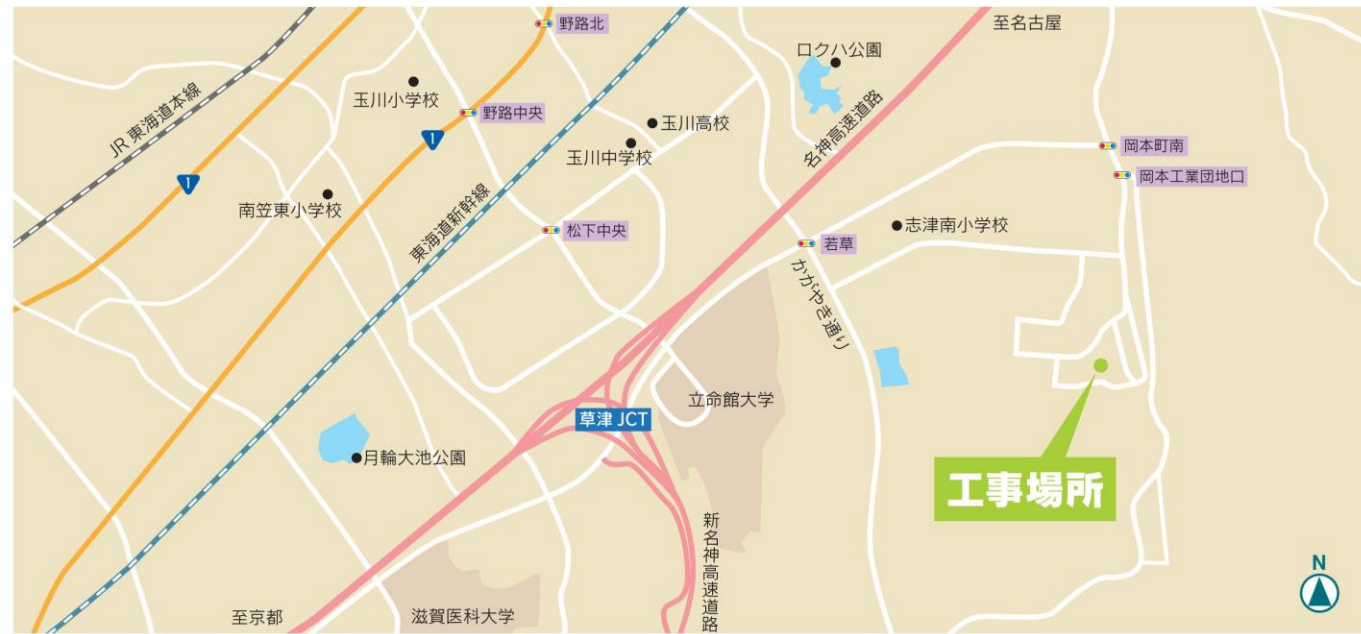 至名古屋
野路北
ロクハ公園
玉川小学校
野路中央
玉川高校
JR 東海道本線
1
名神高速道路
玉川中学校
岡本町南
岡本工業団地口
1
南笠東小学校
東海道新幹線
松下中央
志津南小学校
若草
かがやき通り
立命館大学
草津 JCT
月輪大池公園
工事場所
新名神高速道路
N
至京都
滋賀医科大学